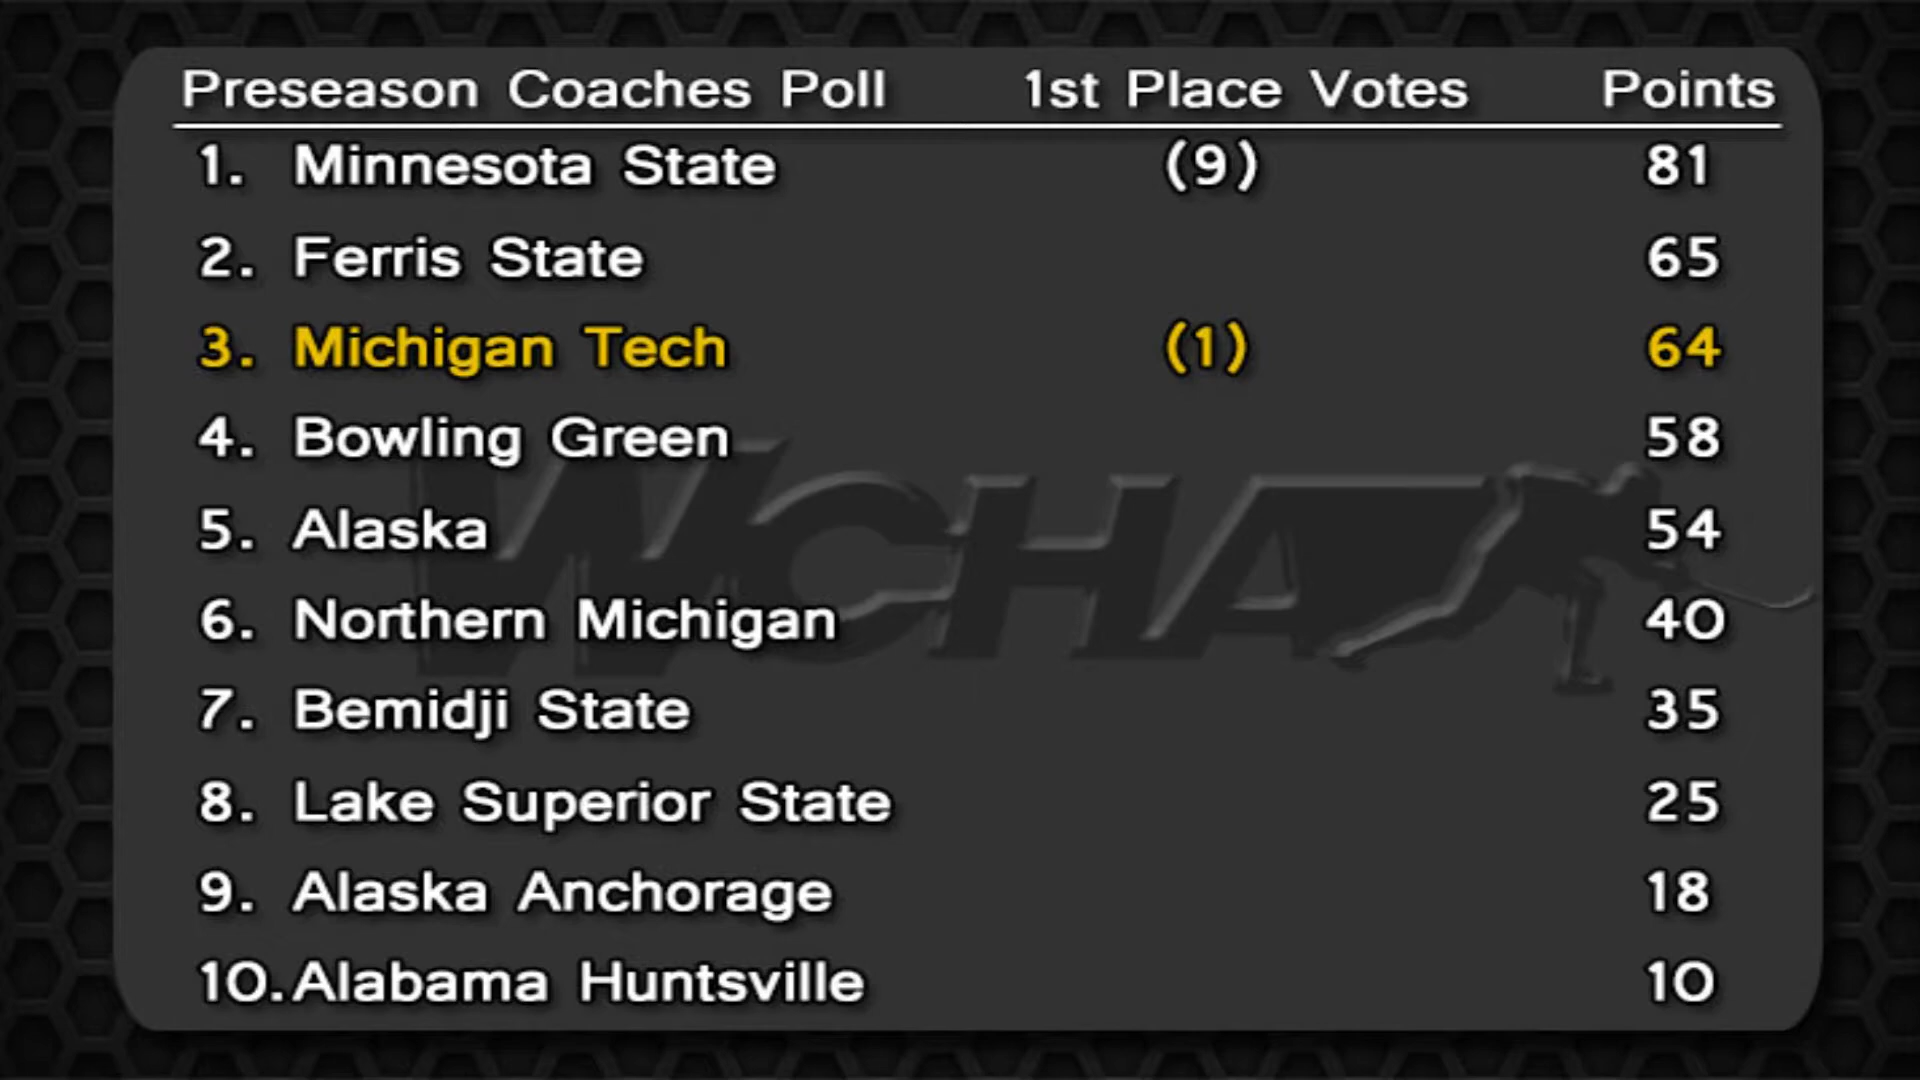 Preseason Coaches Poll 1st Place Votes Points
1. Minnesota State (9) 81
2. Ferris State 65
3. Michigan Tech (1) 64
4. Bowling Green 58
5. Alaska 54
6. Northern Michigan 40
7. Bemidji State 35
8. Lake Superior State 25
9. Alaska Anchorage 18
10. Alabama Huntsville 10
WCHA